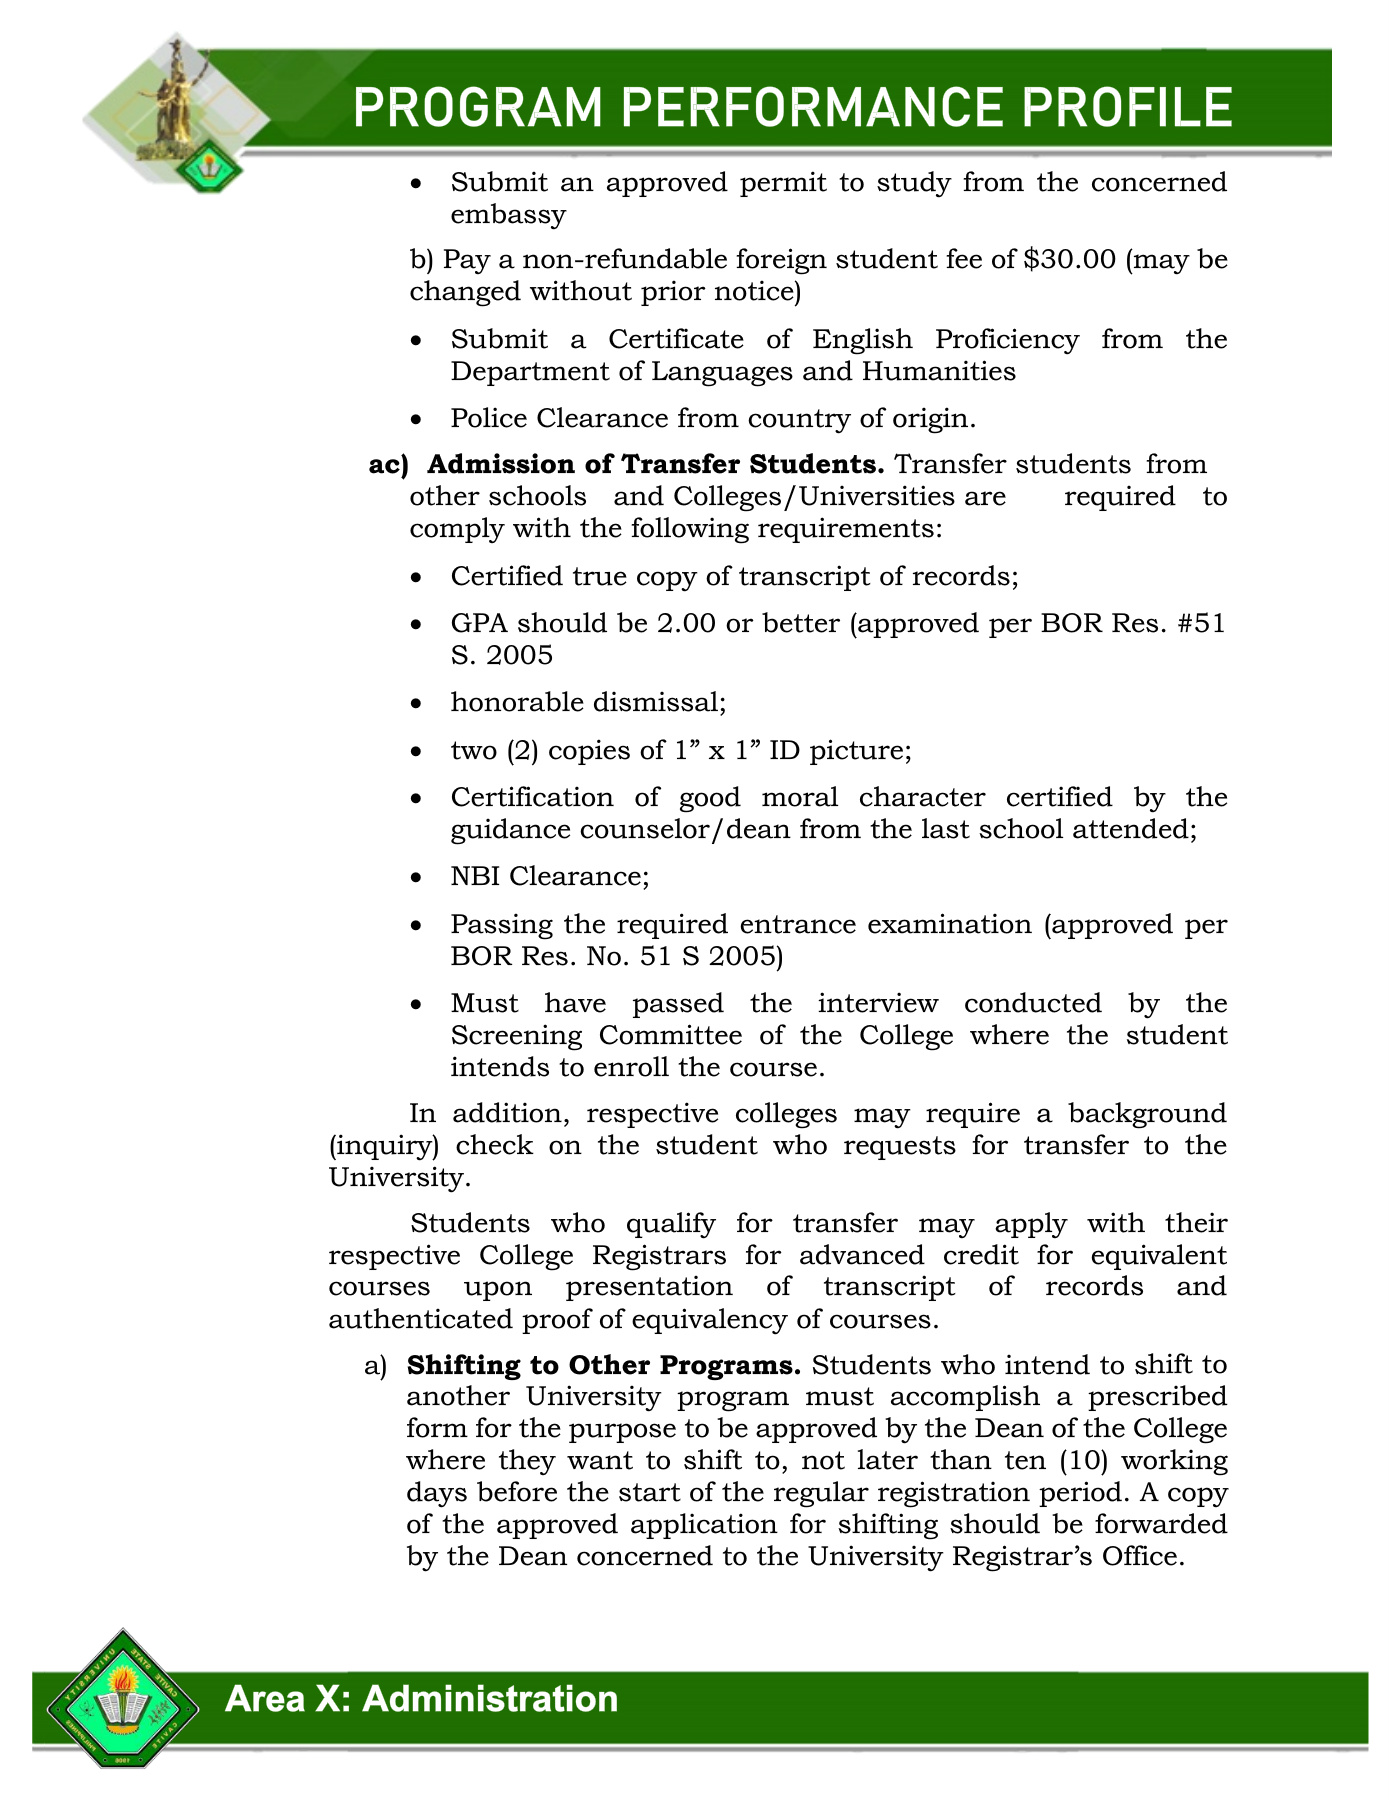 PROGRAM PERFORMANCE PROFILE
• Submit an approved permit to study from the concerned
embassy
b) Pay a non-refundable foreign student fee of $30.00 (may be
changed without prior notice)
• Submit a Certificate of English Proficiency from the
Department of Languages and Humanities
• Police Clearance from country of origin.
ac) Admission of Transfer Students. Transfer students from
other schools and Colleges/Universities are required to
comply with the following requirements:
• Certified true copy of transcript of records;
• GPA should be 2.00 or better (approved per BOR Res. #51
S. 2005
• honorable dismissal;
• two (2) copies of 1” x 1” ID picture;
• Certification of good moral character certified by the
guidance counselor/dean from the last school attended;
• NBI Clearance;
• Passing the required entrance examination (approved per
BOR Res. No. 51 S 2005)
• Must have passed the interview conducted by the
Screening Committee of the College where the student
intends to enroll the course.
In addition, respective colleges may require a background
(inquiry) check on the student who requests for transfer to the
University.
Students who qualify for transfer may apply with their
respective College Registrars for advanced credit for equivalent
courses upon presentation of transcript of records and
authenticated proof of equivalency of courses.
a) Shifting to Other Programs. Students who intend to shift to
another University program must accomplish a prescribed
form for the purpose to be approved by the Dean of the College
where they want to shift to, not later than ten (10) working
days before the start of the regular registration period. A copy
of the approved application for shifting should be forwarded
by the Dean concerned to the University Registrar’s Office.
CAVITE STATE UNIVERSITY
CAVITE
PHILIPPINES
1906
Area X: Administration